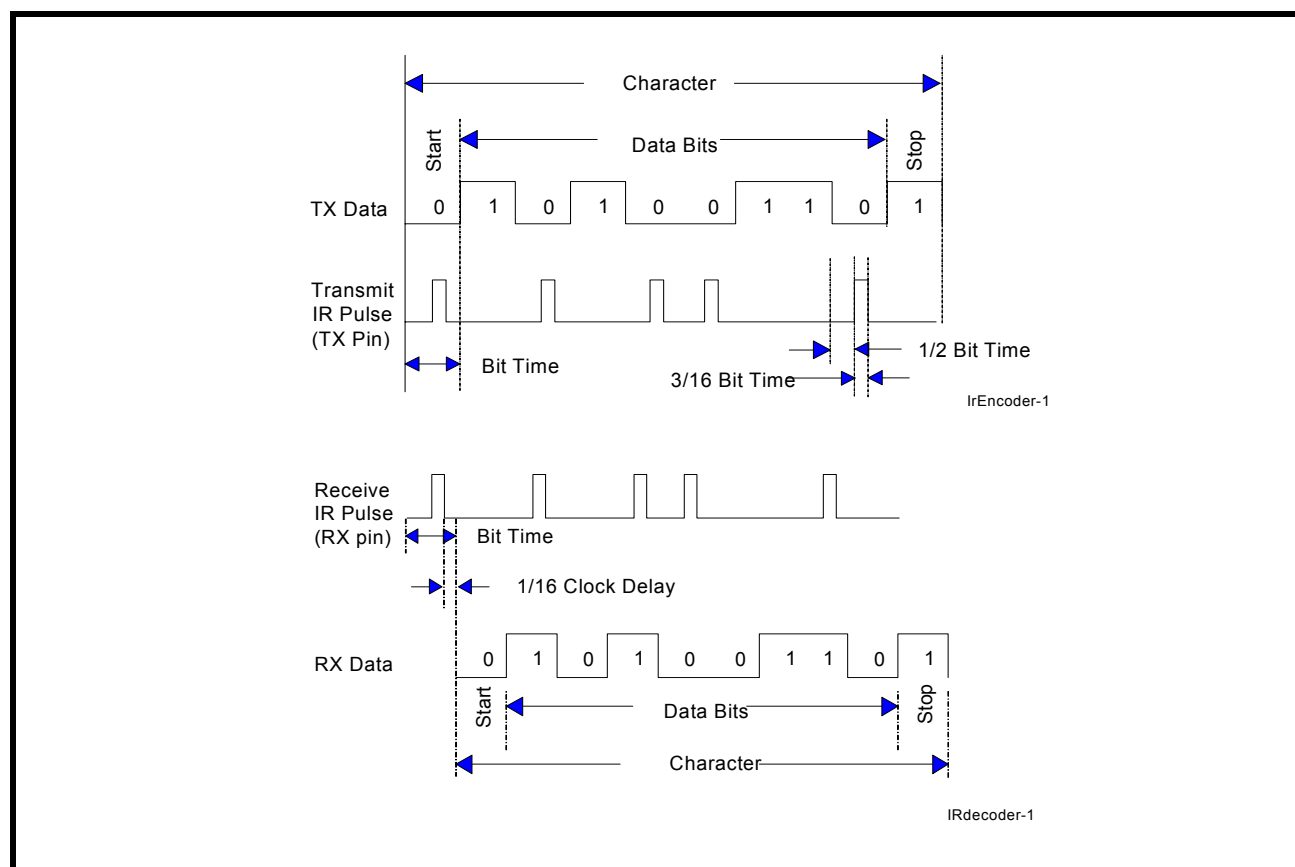 Character
Start
Data Bits
Stop
TX Data
0 1 0 1 0 0 1 1 0 1
Transmit
IR Pulse
(TX Pin)
Bit Time
1/2 Bit Time
3/16 Bit Time
IrEncoder-1
Receive
IR Pulse
(RX pin)
Bit Time
1/16 Clock Delay
RX Data
0 1 0 1 0 0 1 1 0 1
Start
Data Bits
Stop
Character
IRdecoder-1